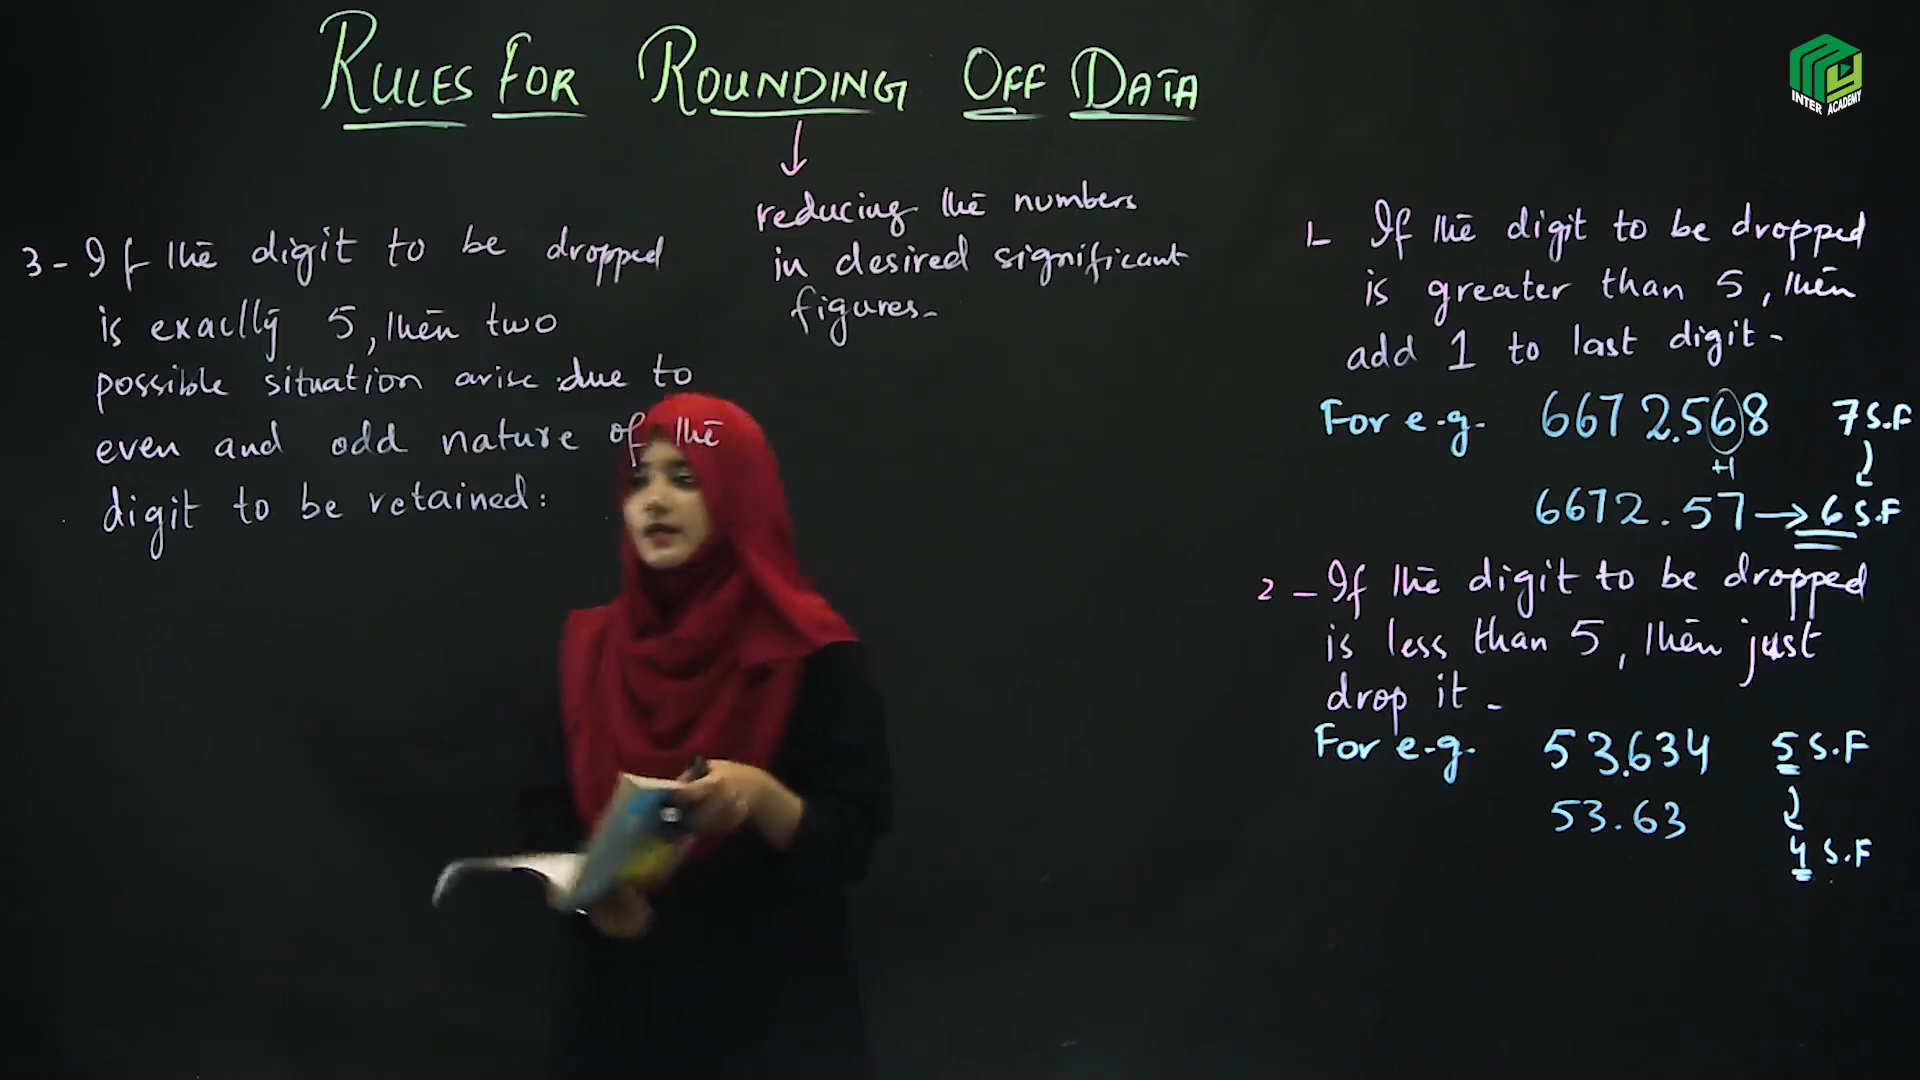 RULES FOR ROUNDING OFF DATA
reducing the numbers
in desired significant
figures-
1- If the digit to be dropped
is greater than 5, then
add 1 to last digit-
For e.g. 6672.568 7 S.F
+1
6672.57 → 6 S.F
2- If the digit to be dropped
is less than 5, then just
drop it-
For e.g. 53.634 5 S.F
53.63
4 S.F
3- If the digit to be dropped
is exactly 5, then two
possible situation arise due to
even and odd nature of the
digit to be retained:
INTER ACADEMY